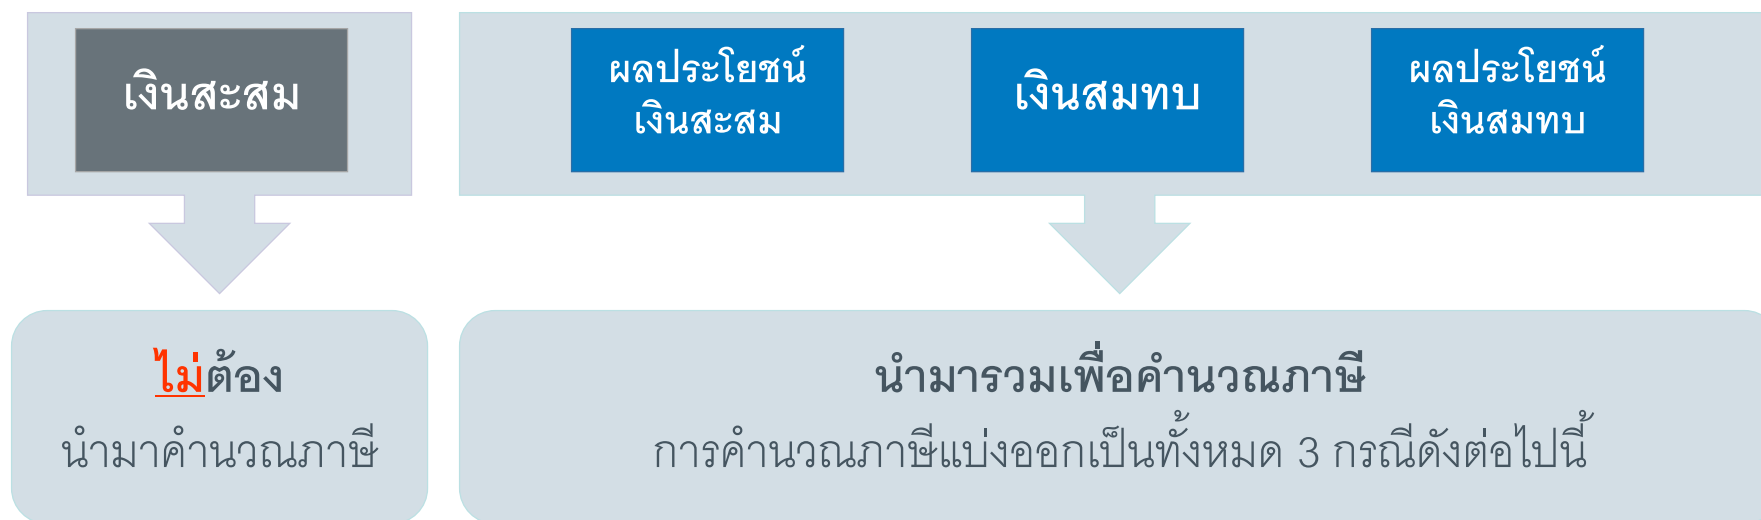 เงินสะสม
ผลประโยชน์
เงินสะสม
เงินสมทบ
ผลประโยชน์
เงินสมทบ
ไม่ต้อง
นำมาคำนวณภาษี
นำมารวมเพื่อคำนวณภาษี
การคำนวณภาษีแบ่งออกเป็นทั้งหมด 3 กรณีดังต่อไปนี้